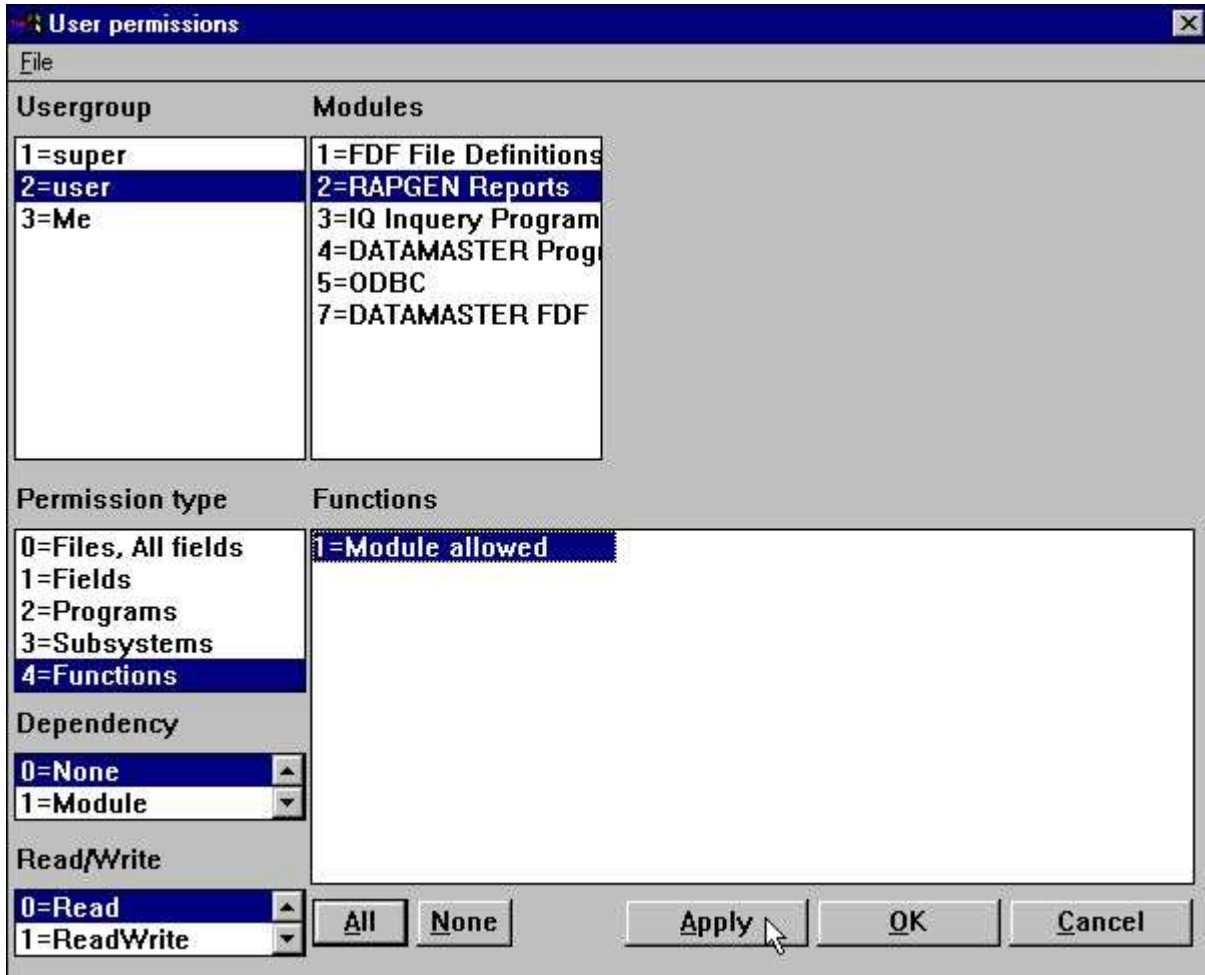 User permissions
File
Usergroup
1=super
2=user
3=Me
Modules
1=FDF File Definitions
2=RAPGEN Reports
3=IQ Inquery Program
4=DATAMASTER Progr
5=ODBC
7=DATAMASTER FDF
Permission type
0=Files, All fields
1=Fields
2=Programs
3=Subsystems
4=Functions
Functions
1=Module allowed
Dependency
0=None
1=Module
Read/Write
0=Read
1=ReadWrite
All None Apply OK Cancel